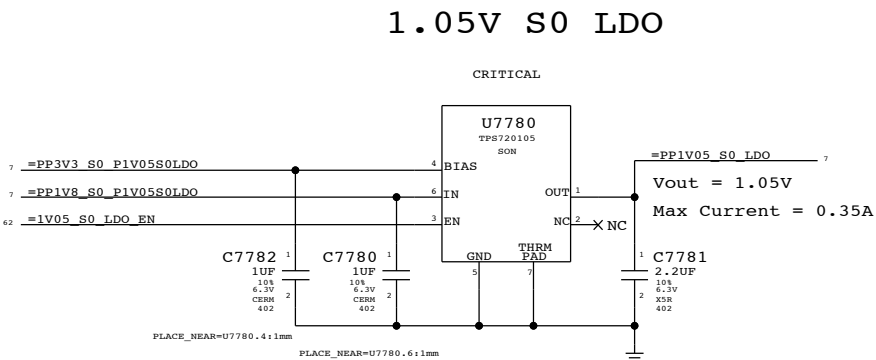 1.05V S0 LDO
CRITICAL
U7780
TPS720105
SON
7 =PP3V3_S0_P1V05S0LDO 4 BIAS
=PP1V05_S0_LDO 7
7 =PP1V8_S0_P1V05S0LDO 6 IN OUT 1
Vout = 1.05V
62 =1V05_S0_LDO_EN 3 EN NC 2 NC
Max Current = 0.35A
GND THRM PAD
5 7
C7782 1
1UF
10%
6.3V
CERM 2
402
C7780 1
1UF
10%
6.3V
CERM 2
402
1 C7781
2.2UF
10%
6.3V
2 X5R
402
PLACE_NEAR=U7780.4:1mm
PLACE_NEAR=U7780.6:1mm